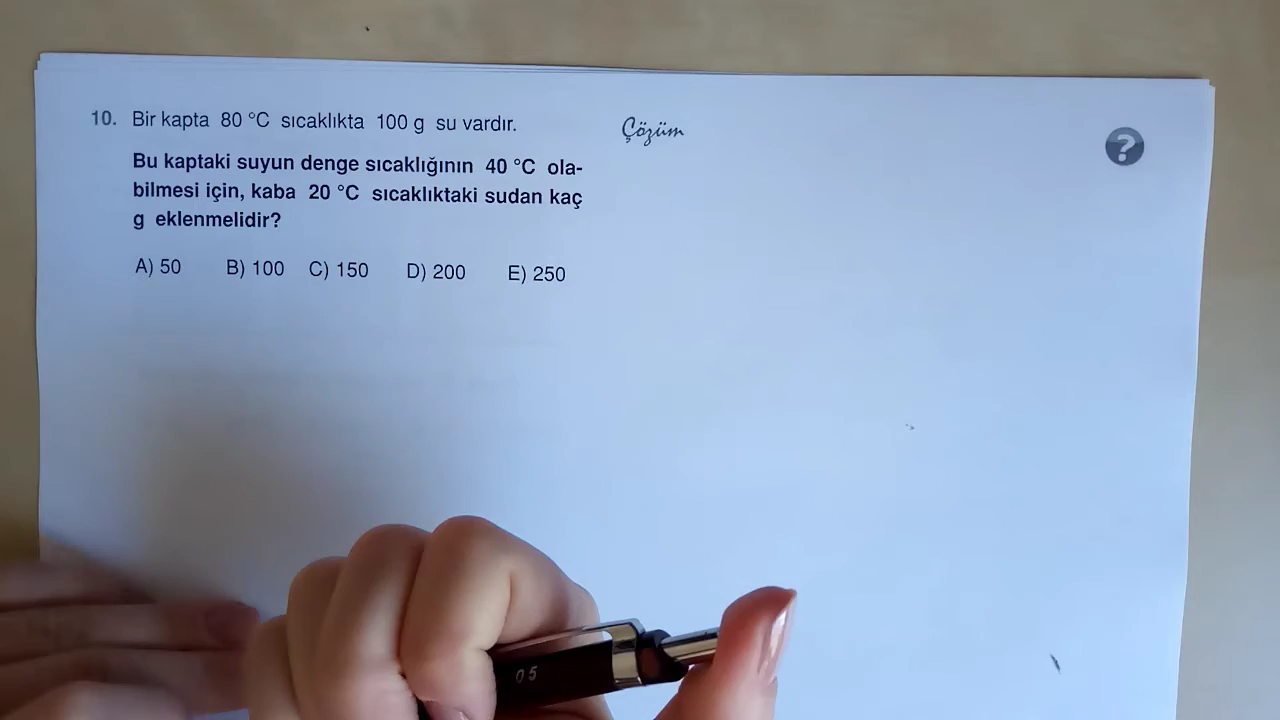 10. Bir kapta 80 °C sıcaklıkta 100 g su vardır.
Bu kaptaki suyun denge sıcaklığının 40 °C ola-
bilmesi için, kaba 20 °C sıcaklıktaki sudan kaç
g eklenmelidir?
A) 50 B) 100 C) 150 D) 200 E) 250
Çözüm
?
05